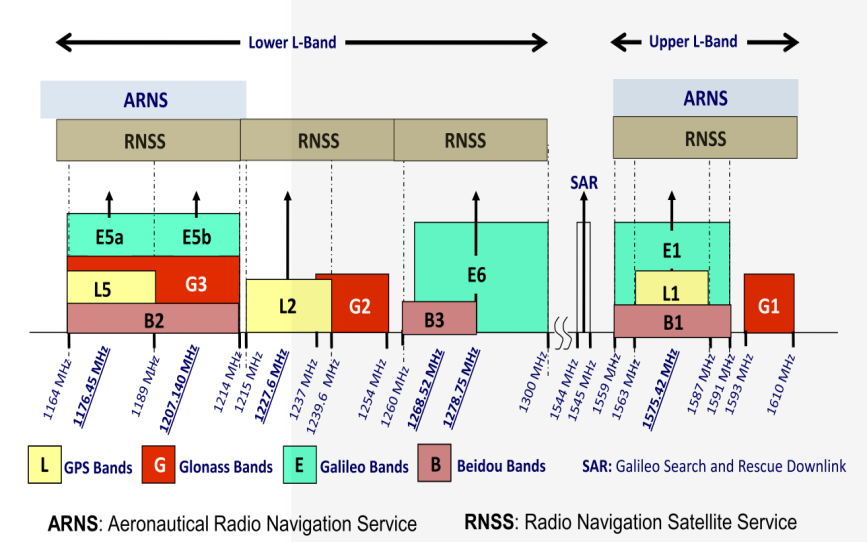 Lower L-Band
Upper L-Band
ARNS
ARNS
RNSS
RNSS
RNSS
RNSS
SAR
E5a
E5b
E6
E1
L5
G3
L2
G2
L1
G1
B2
B3
B1
1164 MHz
1176.45 MHz
1189 MHz
1207.140 MHz
1214 MHz
1215 MHz
1227.6 MHz
1237 MHz
1239.6 MHz
1254 MHz
1260 MHz
1268.52 MHz
1278.75 MHz
1300 MHz
1544 MHz
1545 MHz
1559 MHz
1563 MHz
1575.42 MHz
1587 MHz
1591 MHz
1593 MHz
1610 MHz
L GPS Bands G Glonass Bands E Galileo Bands B Beidou Bands SAR: Galileo Search and Rescue Downlink
ARNS: Aeronautical Radio Navigation Service RNSS: Radio Navigation Satellite Service